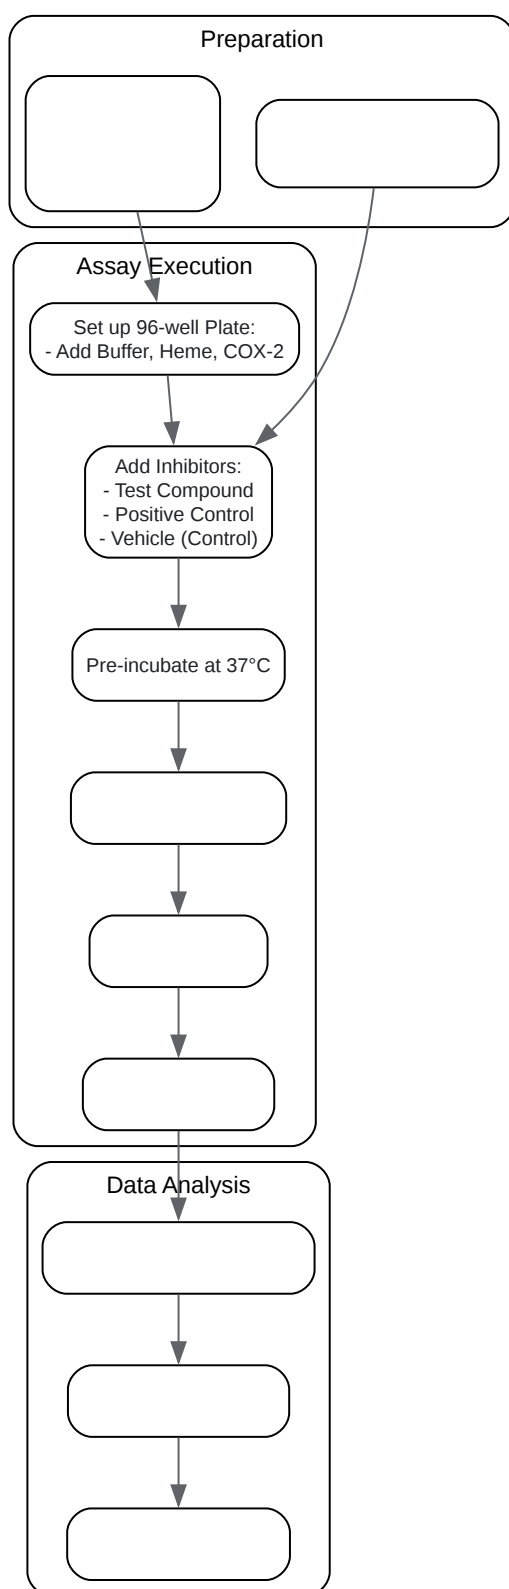 Preparation
Assay Execution
Set up 96-well Plate:
- Add Buffer, Heme, COX-2
Add Inhibitors:
- Test Compound
- Positive Control
- Vehicle (Control)
Pre-incubate at 37°C
Data Analysis